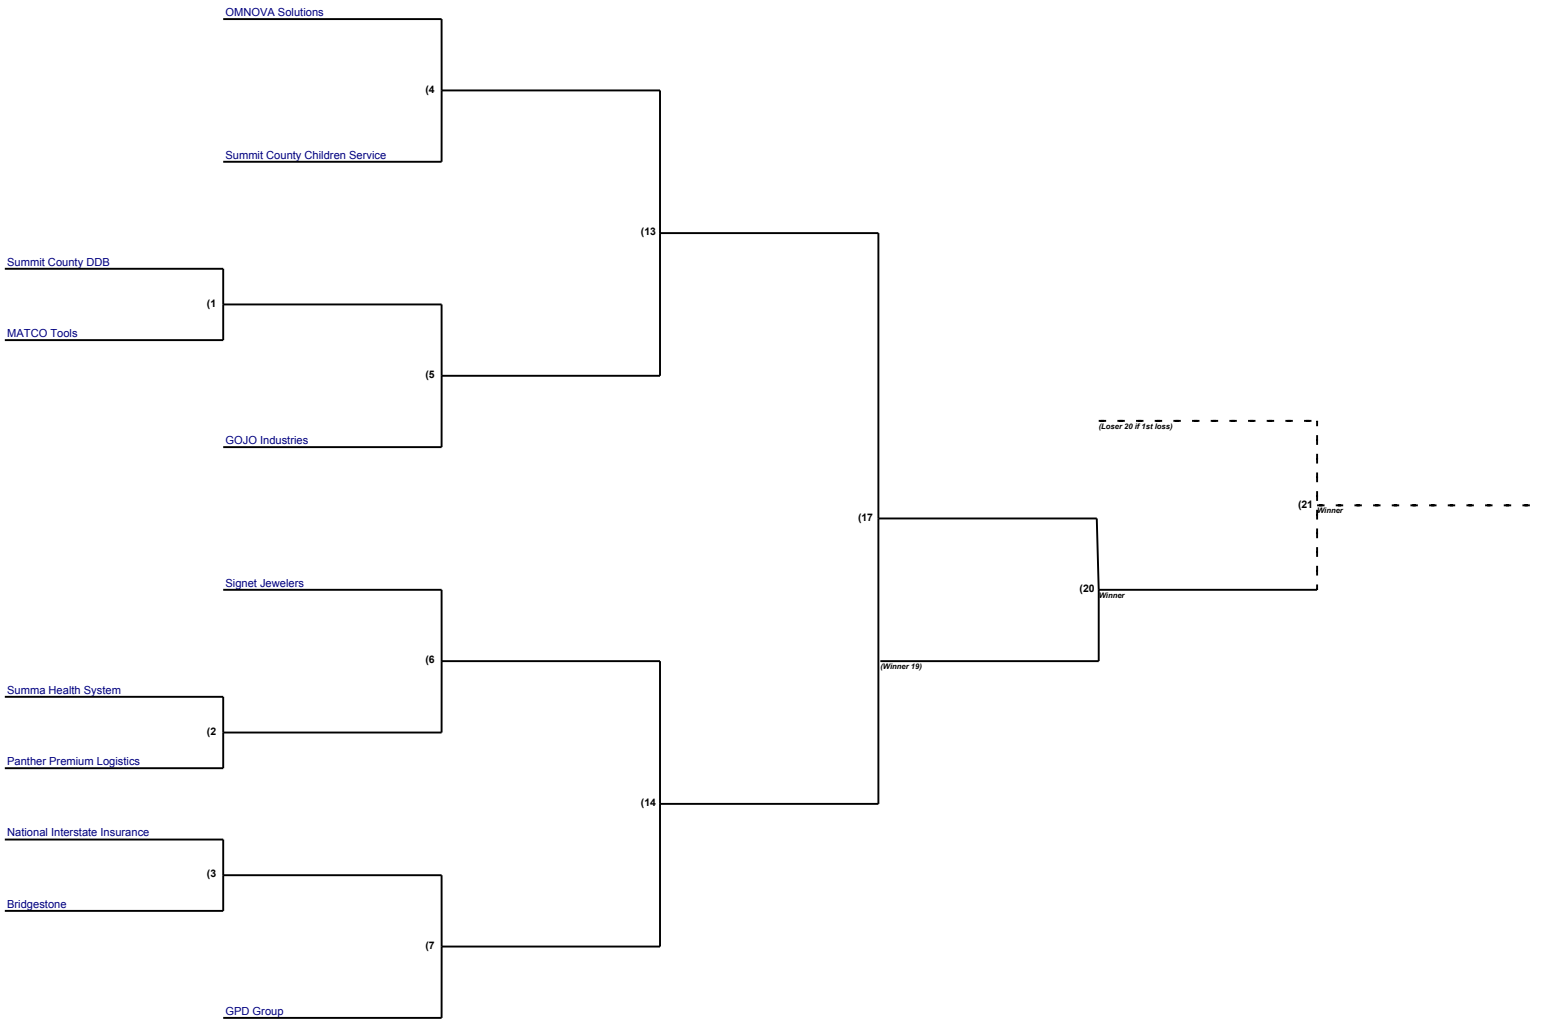 OMNOVA Solutions
(4
Summit County Children Service
(13
Summit County DDB
(1
MATCO Tools
(5
GOJO Industries
(Loser 20 if 1st loss)
(21
Winner
(17
Signet Jewelers
(20
Winner
(6
(Winner 19)
Summa Health System
(2
Panther Premium Logistics
(14
National Interstate Insurance
(3
Bridgestone
(7
GPD Group